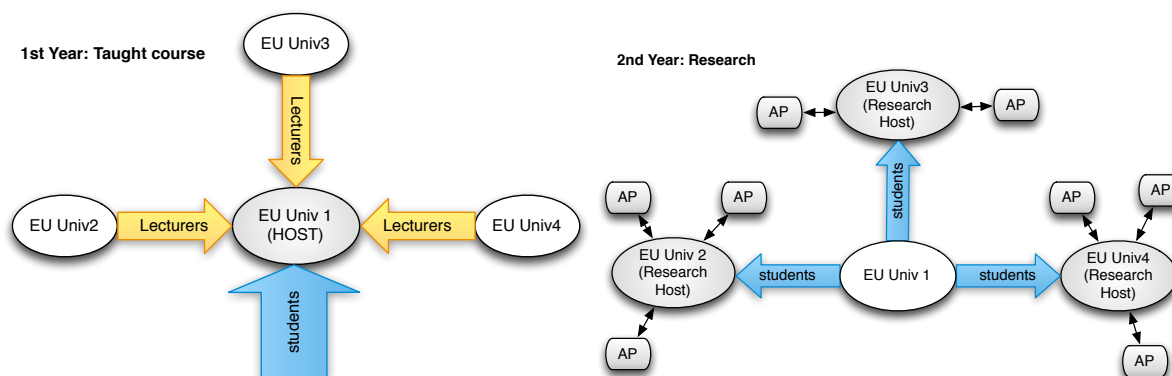 1st Year: Taught course
EU Univ3
Lecturers
EU Univ2
Lecturers
EU Univ 1
(HOST)
Lecturers
EU Univ4
students
2nd Year: Research
AP
EU Univ3
(Research
Host)
AP
students
AP
AP
EU Univ 2
(Research
Host)
AP
students
EU Univ 1
students
AP
AP
EU Univ4
(Research
Host)
AP